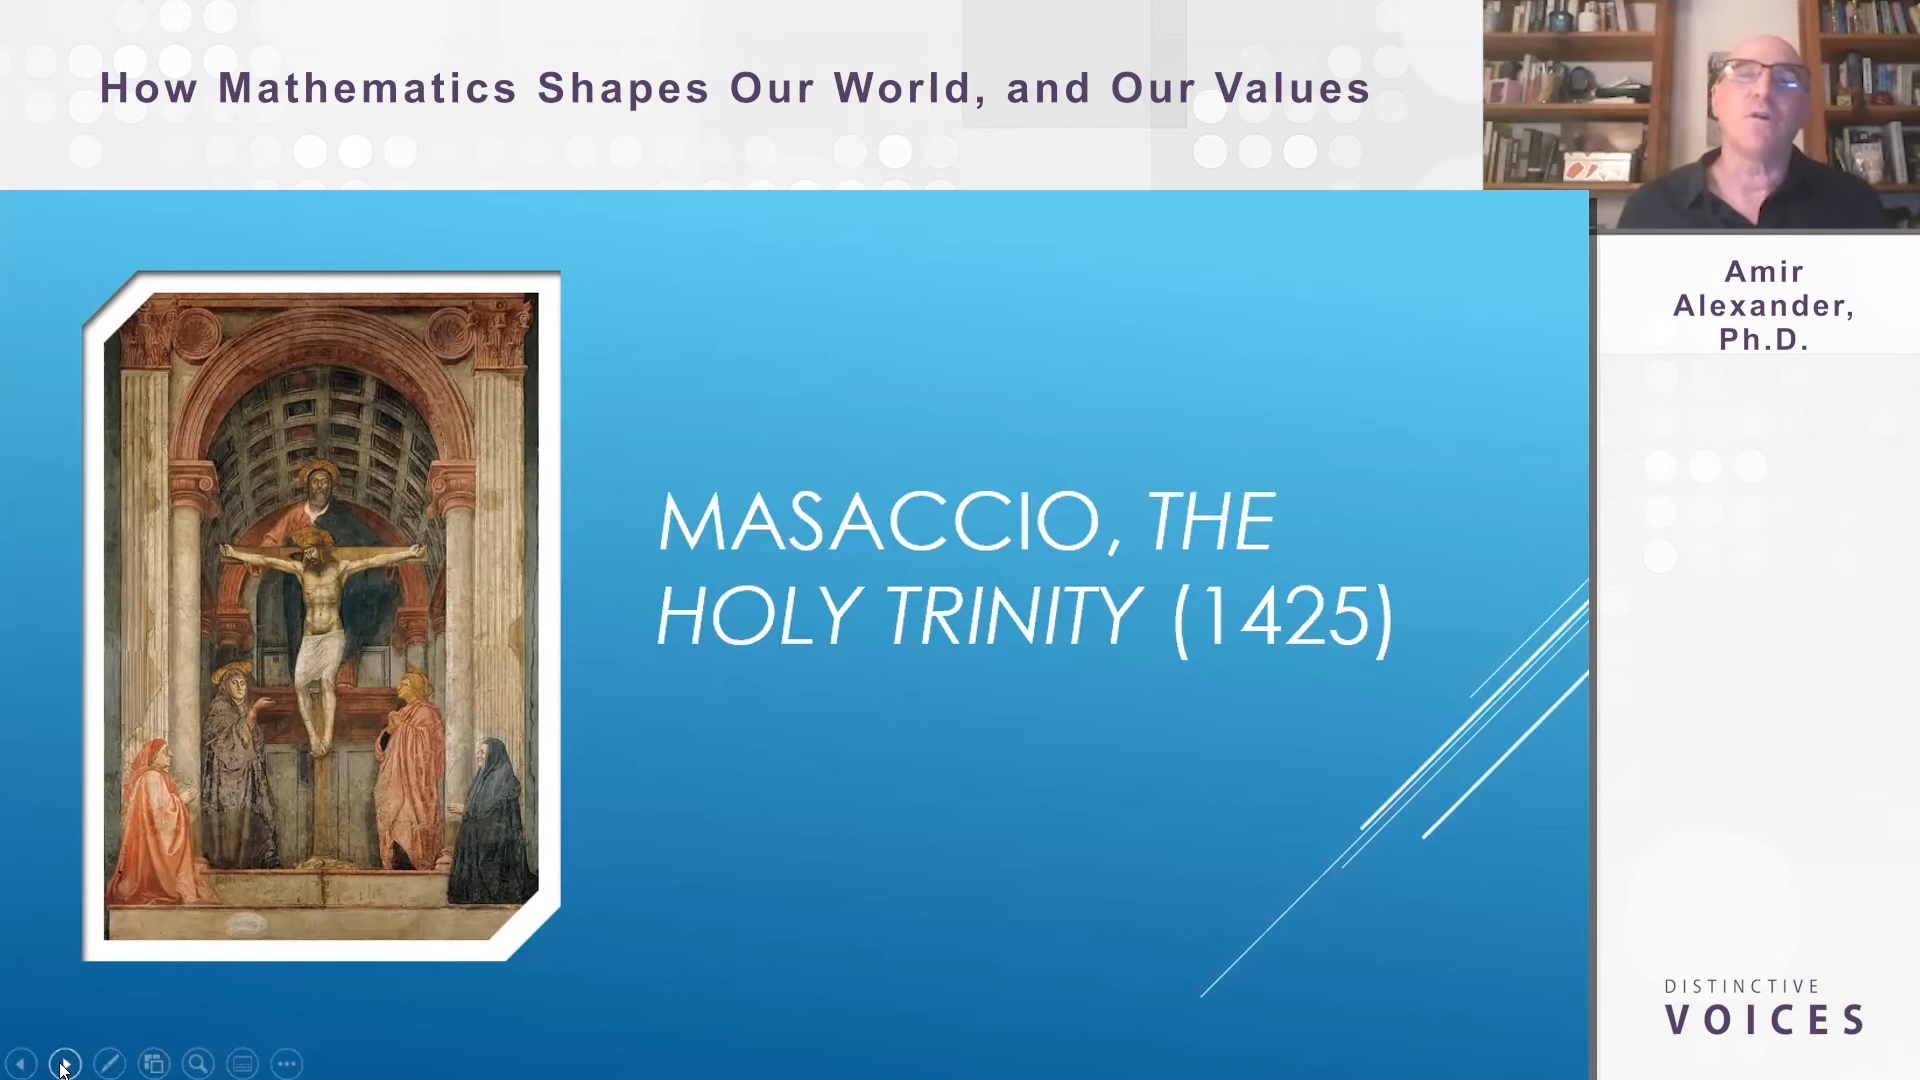 How Mathematics Shapes Our World, and Our Values
MASACCIO, THE
HOLY TRINITY (1425)
Amir
Alexander,
Ph.D.
DISTINCTIVE
VOICES